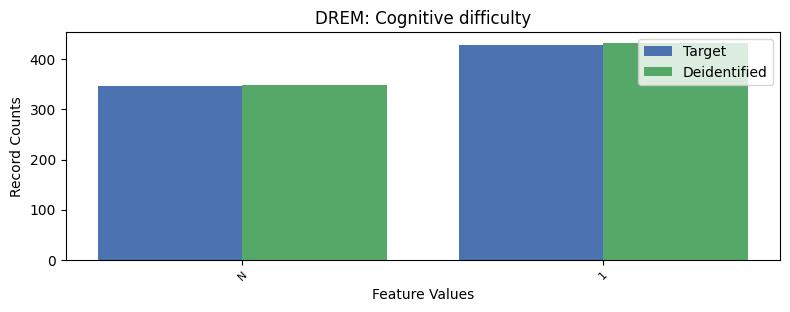 DREM: Cognitive difficulty
Record Counts
400
300
200
100
0
Target
Deidentified
N
1
Feature Values